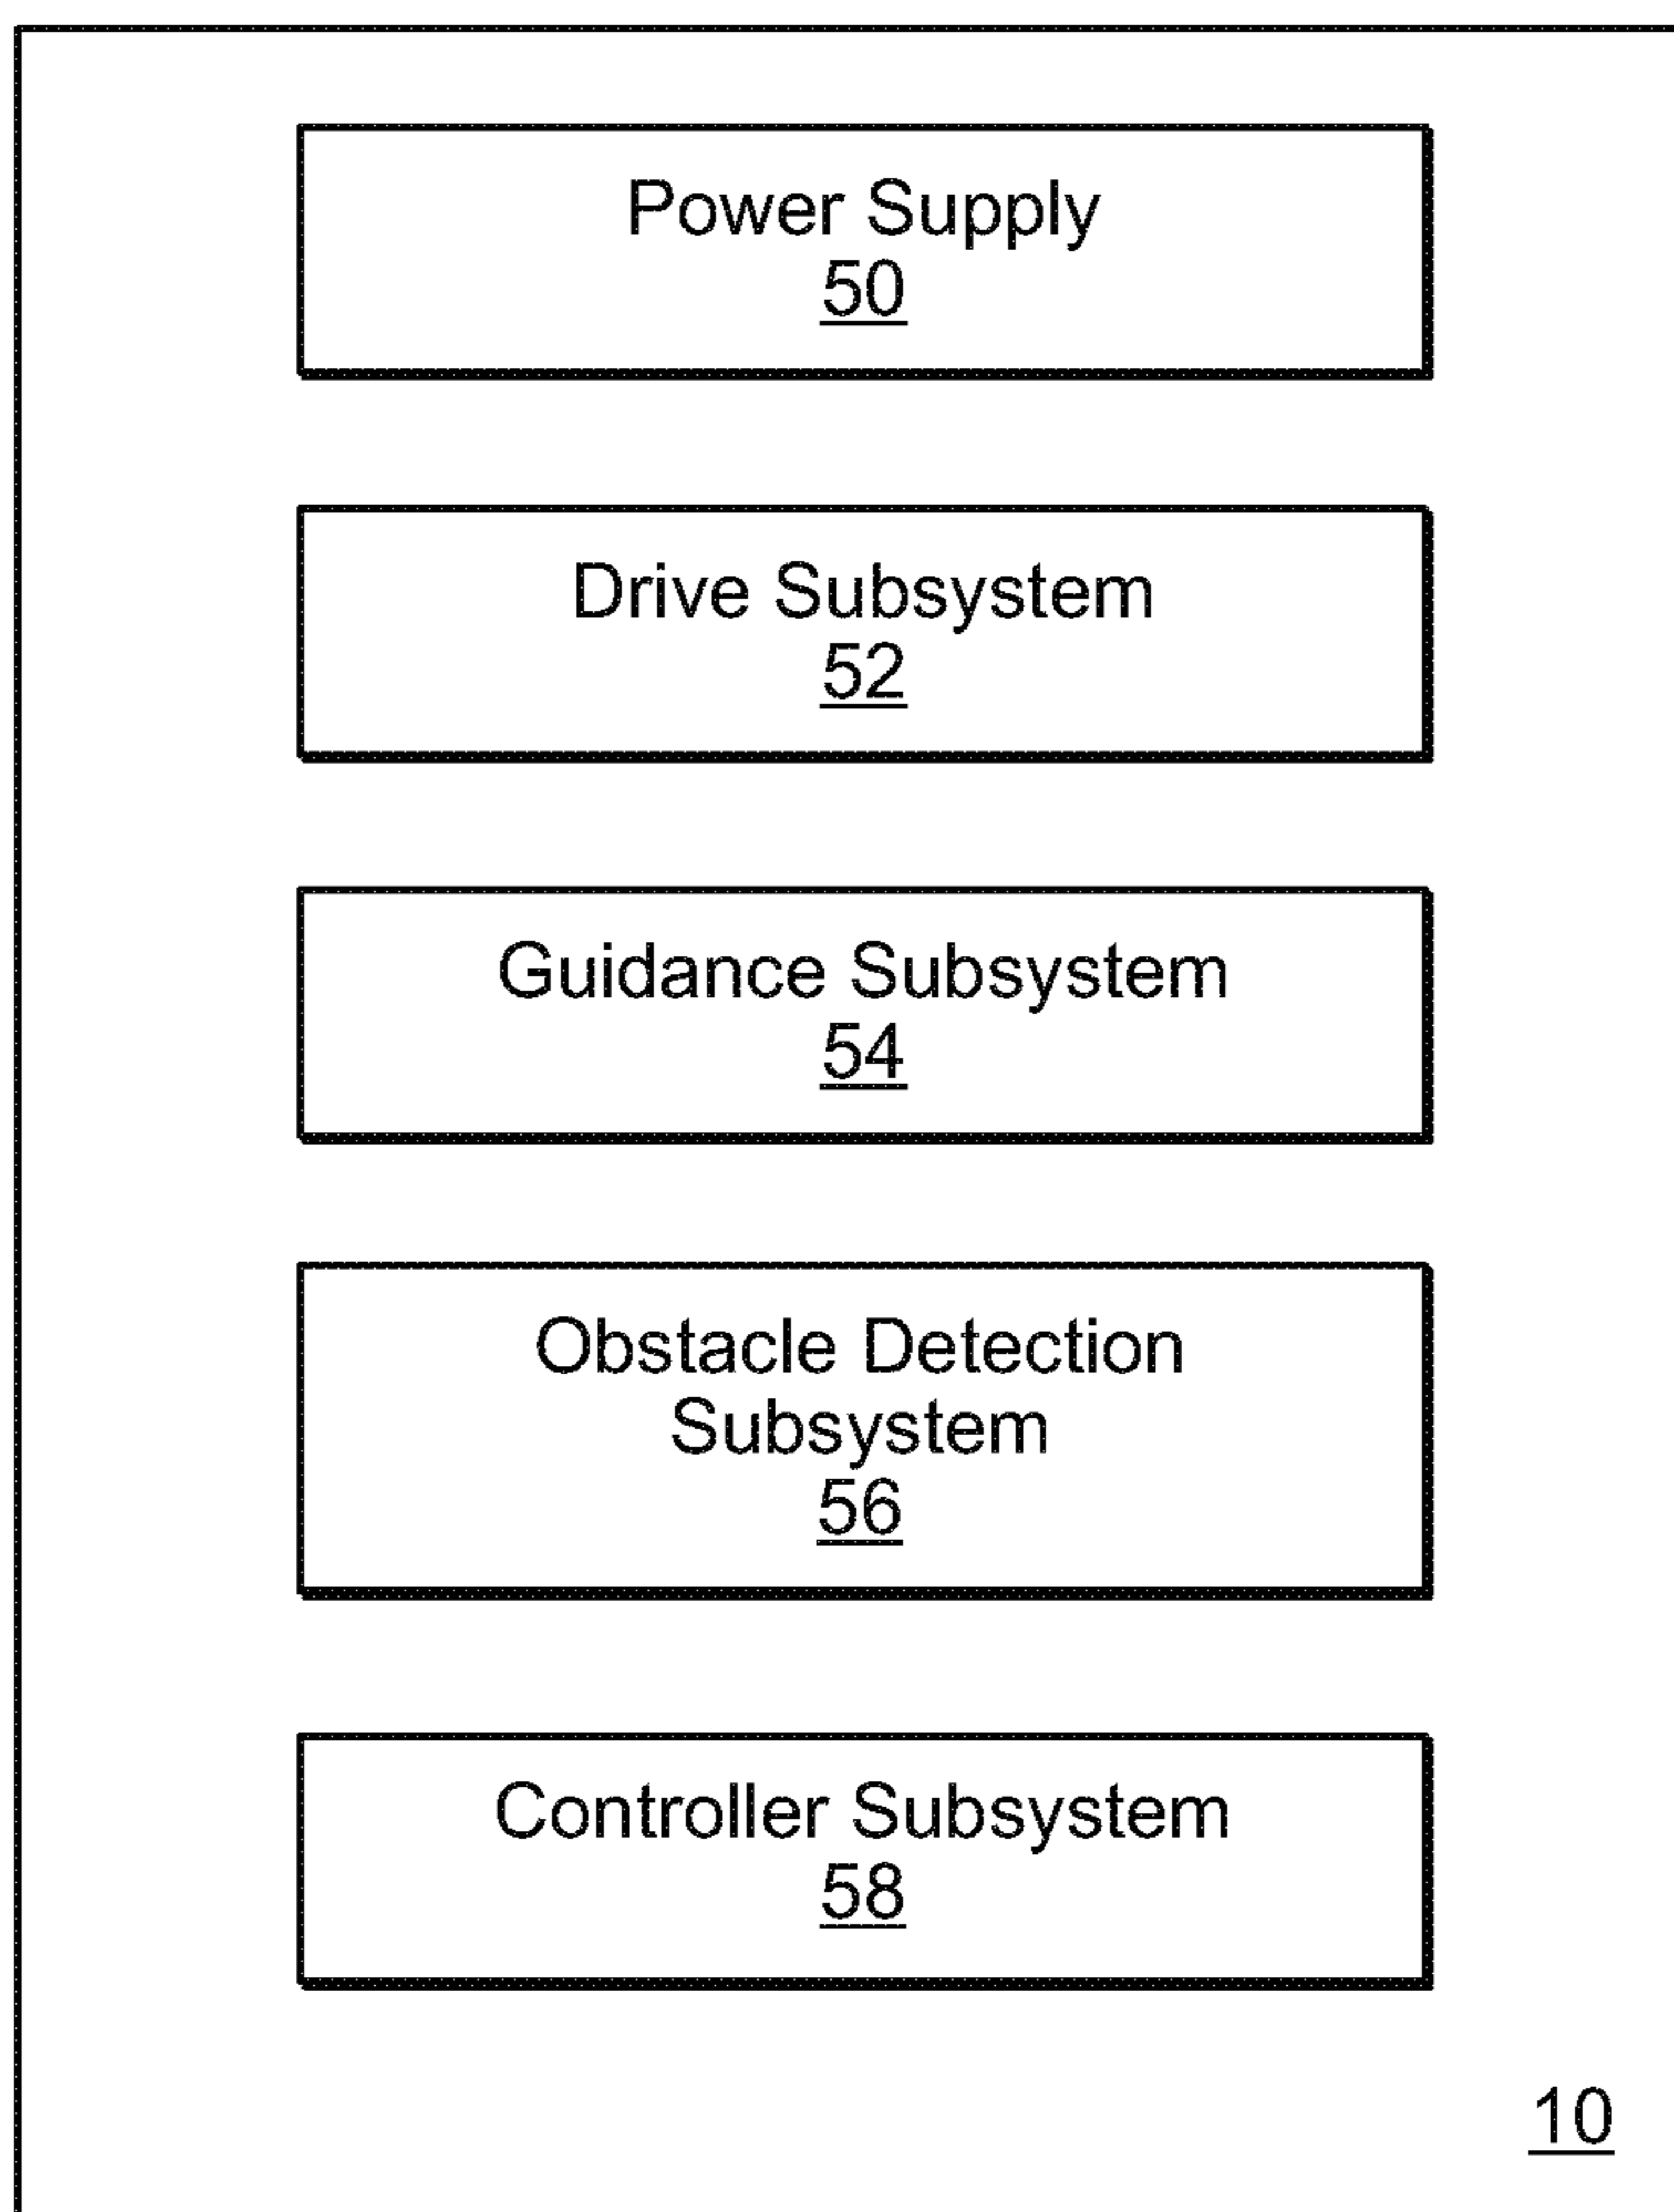 Power Supply
50
Drive Subsystem
52
Guidance Subsystem
54
Obstacle Detection
Subsystem
56
Controller Subsystem
58
10